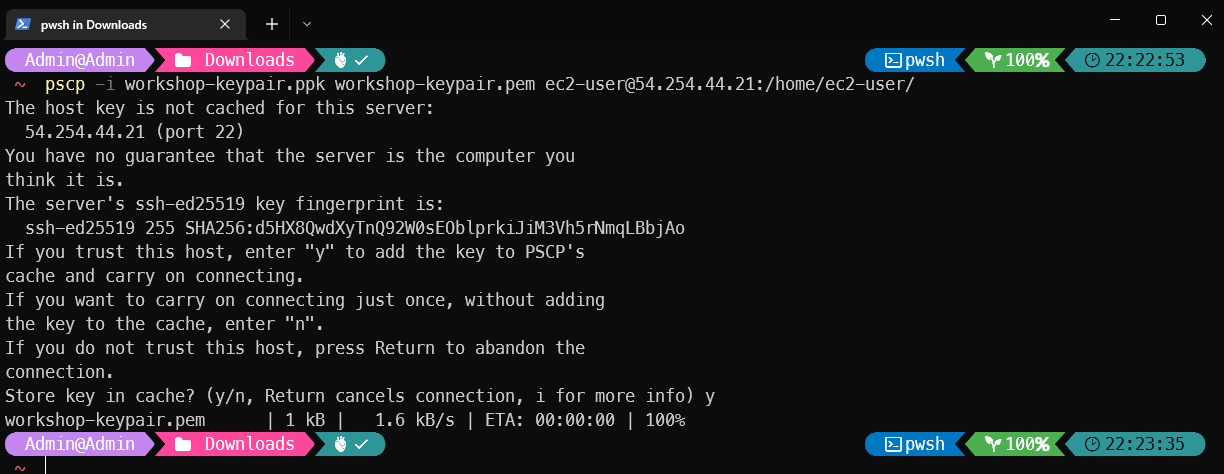 pwsh in Downloads
Admin@Admin Downloads pwsh 100% 22:22:53
~ pscp -i workshop-keypair.ppk workshop-keypair.pem ec2-user@54.254.44.21:/home/ec2-user/
The host key is not cached for this server:
54.254.44.21 (port 22)
You have no guarantee that the server is the computer you
think it is.
The server's ssh-ed25519 key fingerprint is:
ssh-ed25519 255 SHA256:d5HX8QwdXyTnQ92W0sEOblprkiJiM3Vh5rNmqLBbjAo
If you trust this host, enter "y" to add the key to PSCP's
cache and carry on connecting.
If you want to carry on connecting just once, without adding
the key to the cache, enter "n".
If you do not trust this host, press Return to abandon the
connection.
Store key in cache? (y/n, Return cancels connection, i for more info) y
workshop-keypair.pem | 1 kB | 1.6 kB/s | ETA: 00:00:00 | 100%
Admin@Admin Downloads pwsh 100% 22:23:35
~